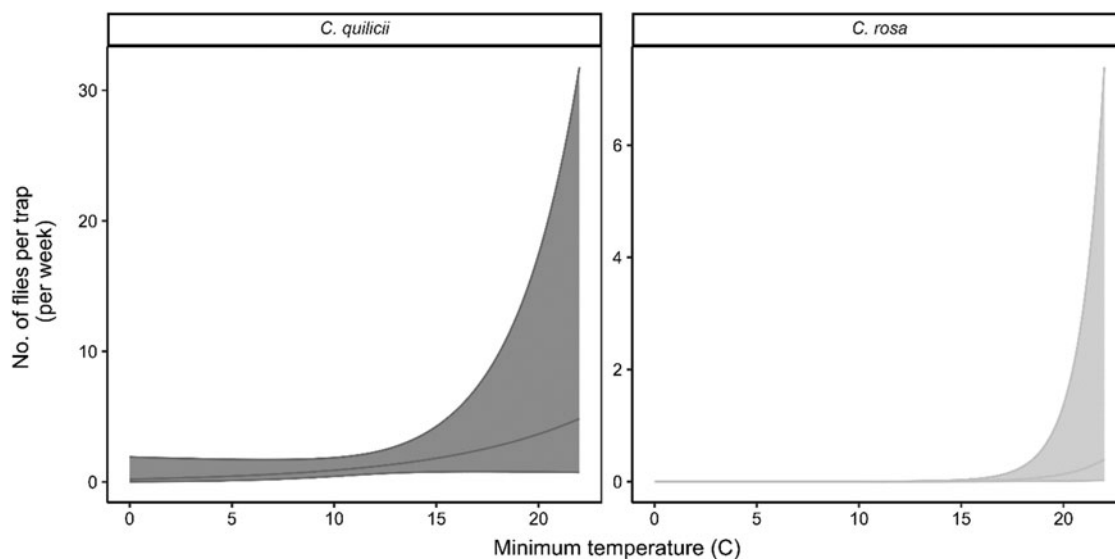 C. quilicii
C. rosa
No. of flies per trap
(per week)
30
20
10
0
6
4
2
0
0 5 10 15 20
0 5 10 15 20
Minimum temperature (C)